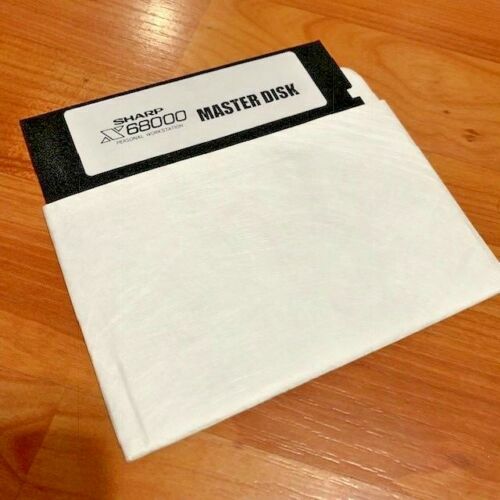 SHARP
X68000
PERSONAL WORKSTATION
MASTER DISK